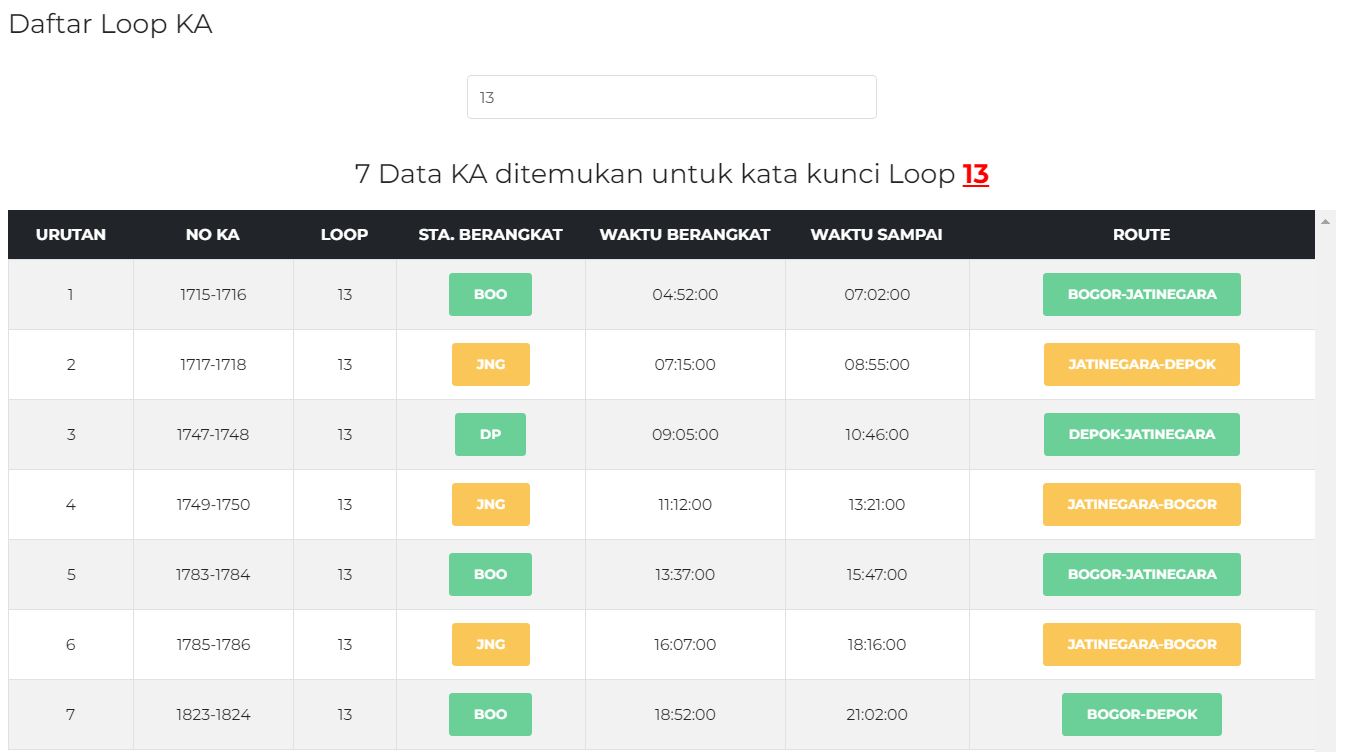 Daftar Loop KA
13
7 Data KA ditemukan untuk kata kunci Loop 13
URUTAN NO KA LOOP STA. BERANGKAT WAKTU BERANGKAT WAKTU SAMPAI ROUTE
1 1715-1716 13 BOO 04:52:00 07:02:00 BOGOR-JATINEGARA
2 1717-1718 13 JNG 07:15:00 08:55:00 JATINEGARA-DEPOK
3 1747-1748 13 DP 09:05:00 10:46:00 DEPOK-JATINEGARA
4 1749-1750 13 JNG 11:12:00 13:21:00 JATINEGARA-BOGOR
5 1783-1784 13 BOO 13:37:00 15:47:00 BOGOR-JATINEGARA
6 1785-1786 13 JNG 16:07:00 18:16:00 JATINEGARA-BOGOR
7 1823-1824 13 BOO 18:52:00 21:02:00 BOGOR-DEPOK